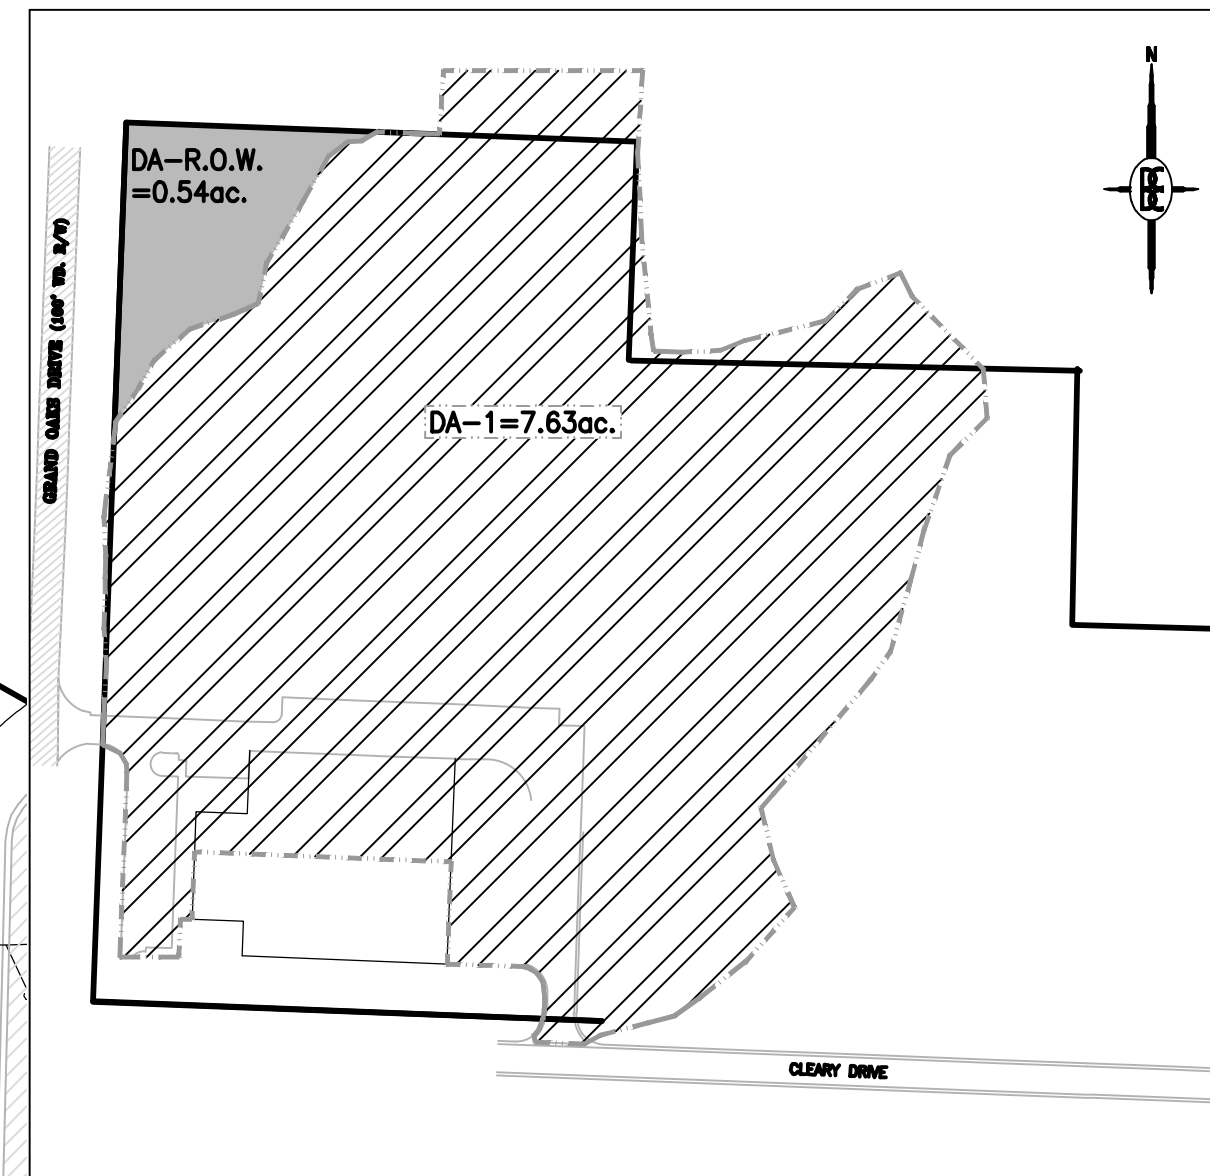 N
DA-R.O.W.
=0.54ac.
GRAND OAKS DRIVE (100' WD. R/W)
DA-1=7.63ac.
CLEARY DRIVE